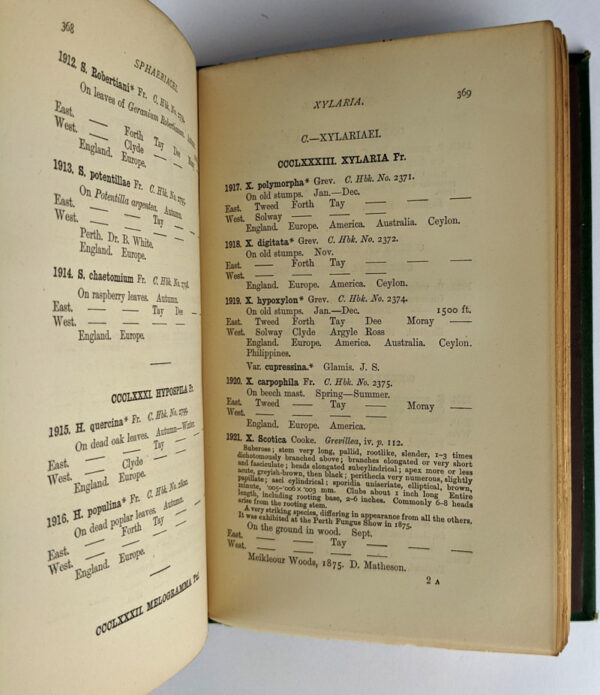 368
SPHAERIACEI.
1912. S. Robertiani* Fr. C. Hbk. No. 2794.
On leaves of Geranium Robertianum.
East. — Forth Tay Dee
West. — Clyde —
England. Europe.
1913. S. potentillae Fr. C. Hbk. No. 2795.
On Potentilla argentea. Autumn.
East. — — Tay —
West. — — —
Perth. Dr. B. White.
England. Europe.
1914. S. chaetomium Fr. C. Hbk. No.
On raspberry leaves. Autumn.
East. — — Tay Dee —
West. — — — —
England. Europe.
CCCLXXXI. HYPOSPILA Fr.
1915. H. quercina* Fr. C. Hbk. No. 2799.
On dead oak leaves. Autumn—Winter.
East. — — — —
West. — Clyde —
England. Europe.
1916. H. populina* Fr. C. Hbk. No. 2800.
On dead poplar leaves. Autumn.
East. — Forth Tay —
West. — — —
England. Europe.
CCCLXXXII. MELOGRAMMA
XYLARIA.
369
C.—XYLARIAEI.
CCCLXXXIII. XYLARIA Fr.
1917. X. polymorpha* Grev. C. Hbk. No. 2371.
On old stumps. Jan.—Dec.
East. Tweed Forth Tay — — —
West. Solway — — —
England. Europe. America. Australia. Ceylon.
1918. X. digitata* Grev. C. Hbk. No. 2372.
On old stumps. Nov.
East. — Forth Tay — — —
West. — — — —
England. Europe. America. Ceylon.
1919. X. hypoxylon* Grev. C. Hbk. No. 2374.
On old stumps. Jan.—Dec. 1500 ft.
East. Tweed Forth Tay Dee Moray —
West. Solway Clyde Argyle Ross
England. Europe. America. Australia. Ceylon.
Philippines.
Var. cupressina.* Glamis. J. S.
1920. X. carpophila Fr. C. Hbk. No. 2375.
On beech mast. Spring—Summer.
East. Tweed — Tay — Moray —
West. — — — —
England. Europe. America.
1921. X. Scotica Cooke. Grevillea, iv. p. 112.
Suberose; stem very long, pallid, rootlike, slender, 1–3 times
dichotomously branched above; branches elongated or very short
and fasciculate; heads elongated subcylindrical; apex more or less
acute, greyish-brown, then black; perithecia very numerous, slightly
papillate; asci cylindrical; sporidia uniseriate, elliptical, brown,
minute, ·005–·006 × ·003 mm. Clubs about 1 inch long. Entire
length, including rooting base, 2–6 inches. Commonly 6–8 heads
arise from the rooting stem.
A very striking species, differing in appearance from all the others.
It was exhibited at the Perth Fungus Show in 1875.
On the ground in wood. Sept.
East. — — Tay — — —
West. — — — —
Meikleour Woods, 1875. D. Matheson.
2 A